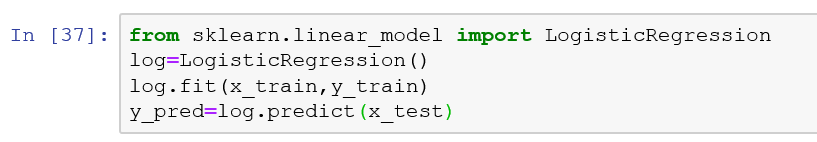 In [37]: from sklearn.linear_model import LogisticRegression
log=LogisticRegression()
log.fit(x_train,y_train)
y_pred=log.predict(x_test)